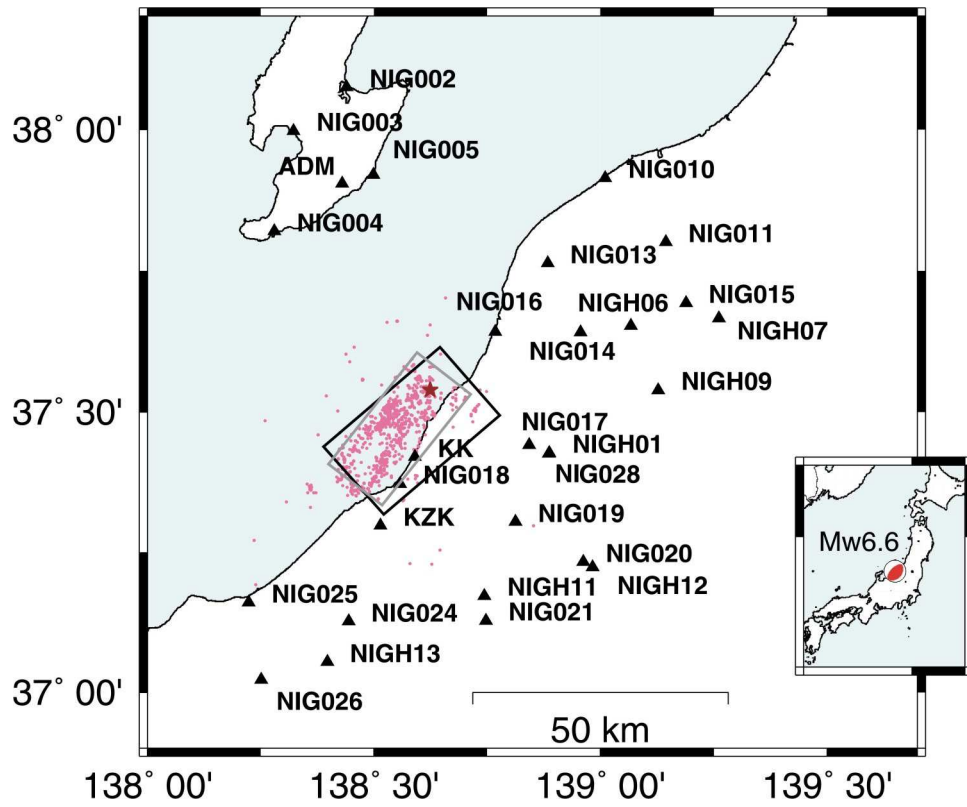 NIG002
38° 00'
NIG003
NIG005
ADM
NIG010
NIG004
NIG011
NIG013
NIG016
NIGH06
NIG015
NIGH07
NIG014
NIGH09
37° 30'
NIG017
KK
NIGH01
NIG018
NIG028
KZK
NIG019
Mw6.6
NIG020
NIGH12
NIG025
NIGH11
NIG024
NIG021
NIGH13
37° 00'
NIG026
50 km
138° 00'
138° 30'
139° 00'
139° 30'